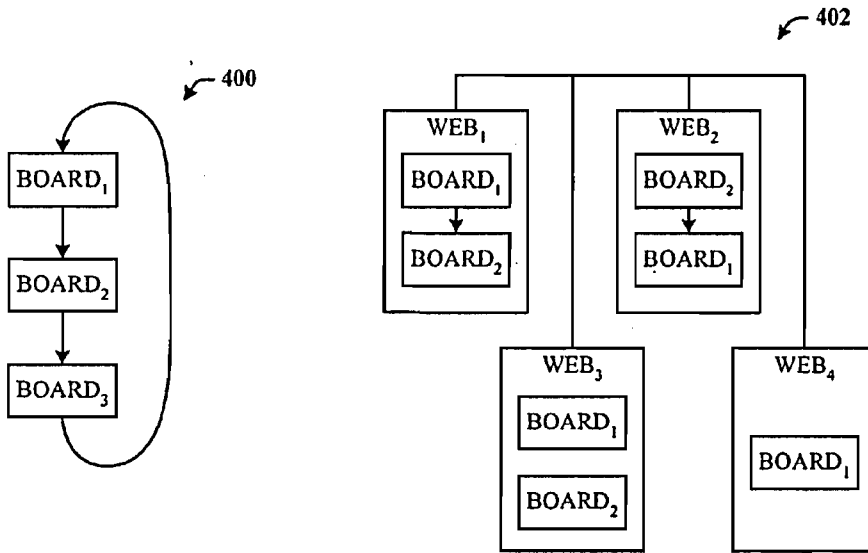 400
BOARD₁
BOARD₂
BOARD₃
402
WEB₁
BOARD₁
BOARD₂
WEB₂
BOARD₂
BOARD₁
WEB₃
BOARD₁
BOARD₂
WEB₄
BOARD₁